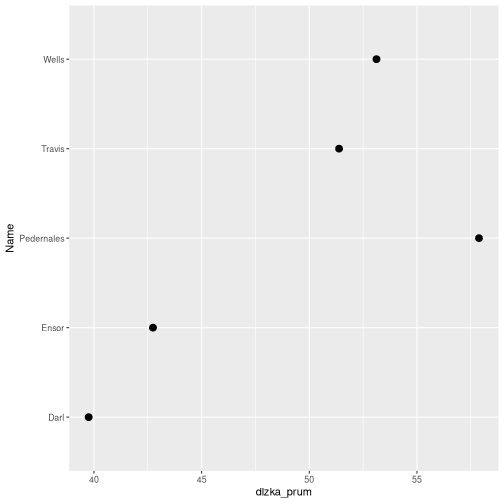 Wells
Travis
Pedernales
Ensor
Darl
Name
40 45 50 55
dlzka_prum